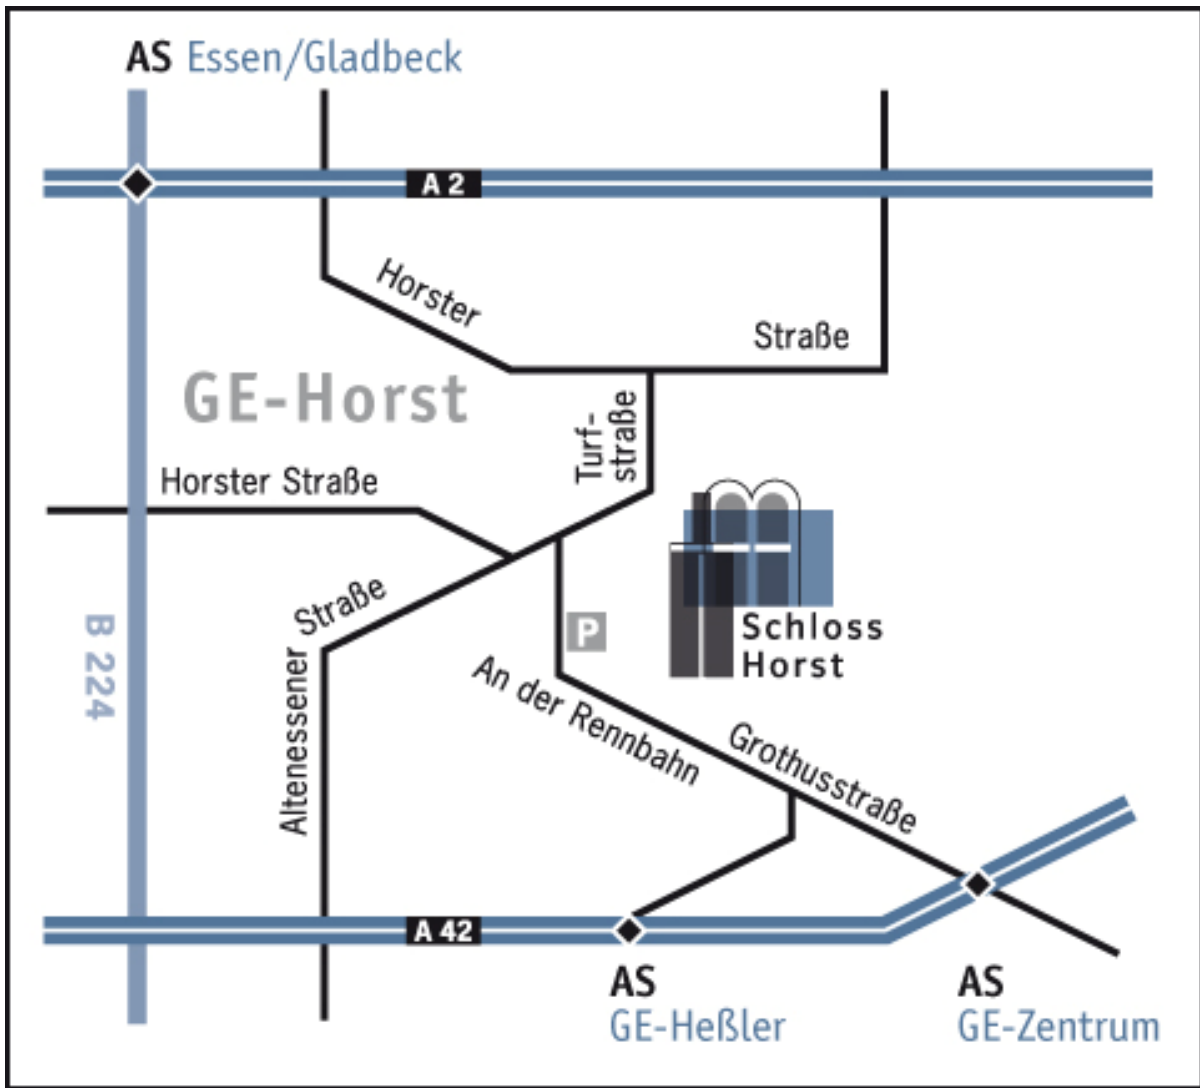 AS Essen/Gladbeck
A 2
Horster
Straße
GE-Horst
Turf-
straße
Horster Straße
Straße
Altenessener
B 224
P
Schloss
Horst
An der Rennbahn
Grothusstraße
A 42
AS
GE-Heßler
AS
GE-Zentrum